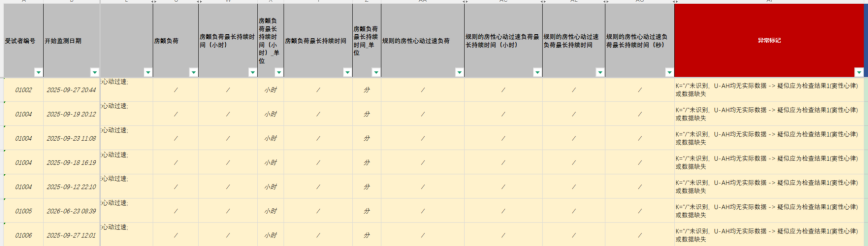 受试者编号
开始监测日期
房颤负荷
房颤负荷最长持续时
间（小时）
房颤负
荷最长
持续时
间（小
时）_单
位
房颤负荷最长持续时间
房颤负荷
最长持续
时间_单
位
规则的房性心动过速负荷
规则的房性心动过速负荷最
长持续时间（小时）
规则的房性心动过速负
荷最长持续时间
规则的房性心动过速负
荷最长持续时间（秒）
异常标记
01002 2025-09-27 20:44 心动过速; / / 小时 / 分 / / / / K="/"未识别，U-AH均无实际数据 -> 疑似应为检查结果1(窦性心律)
或数据缺失
01004 2025-09-19 20:12 心动过速; / / 小时 / 分 / / / / K="/"未识别，U-AH均无实际数据 -> 疑似应为检查结果1(窦性心律)
或数据缺失
01004 2025-09-23 11:08 心动过速; / / 小时 / 分 / / / / K="/"未识别，U-AH均无实际数据 -> 疑似应为检查结果1(窦性心律)
或数据缺失
01004 2025-09-18 16:19 心动过速; / / 小时 / 分 / / / / K="/"未识别，U-AH均无实际数据 -> 疑似应为检查结果1(窦性心律)
或数据缺失
01004 2025-09-12 22:10 心动过速; / / 小时 / 分 / / / / K="/"未识别，U-AH均无实际数据 -> 疑似应为检查结果1(窦性心律)
或数据缺失
01005 2026-06-23 08:39 心动过速; / / 小时 / 分 / / / / K="/"未识别，U-AH均无实际数据 -> 疑似应为检查结果1(窦性心律)
或数据缺失
01006 2025-09-27 12:01 心动过速; / / 小时 / 分 / / / / K="/"未识别，U-AH均无实际数据 -> 疑似应为检查结果1(窦性心律)
或数据缺失